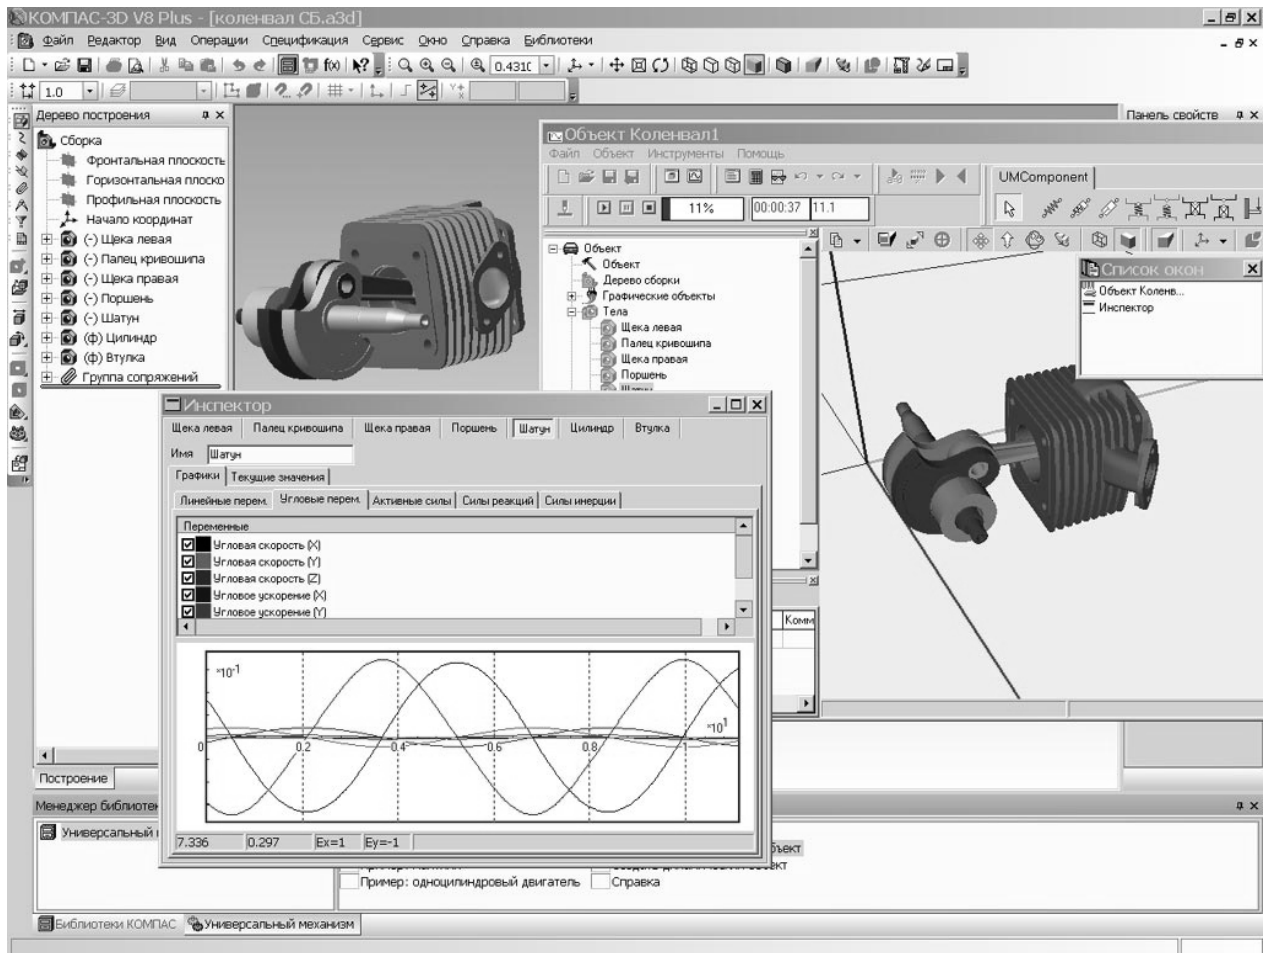 КОМПАС-3D V8 Plus - [коленвал СБ.a3d]
Файл Редактор Вид Операции Спецификация Сервис Окно Справка Библиотеки
0.431
1.0
Дерево построения
Сборка
Фронтальная плоскость
Горизонтальная плоско
Профильная плоскость
Начало координат
(-) Щека левая
(-) Палец кривошипа
(-) Щека правая
(-) Поршень
(-) Шатун
(ф) Цилиндр
(ф) Втулка
Группа сопряжений
Построение
Панель свойств
Объект Коленвал1
Файл Объект Инструменты Помощь
11% 00:00:37 11.1
UMComponent
Объект
Объект
Дерево сборки
Графические объекты
Тела
Щека левая
Палец кривошипа
Щека правая
Поршень
Шатун
Комм
Список окон
Объект Коленв...
Инспектор
Инспектор
Щека левая Палец кривошипа Щека правая Поршень Шатун Цилиндр Втулка
Имя Шатун
Графики Текущие значения
Линейные перем. Угловые перем. Активные силы Силы реакций Силы инерции
Переменные
Угловая скорость (X)
Угловая скорость (Y)
Угловая скорость (Z)
Угловое ускорение (X)
Угловое ускорение (Y)
*10-1
*101
0 0.2 0.4 0.6 0.8 1
7.336 0.297 Ex=1 Ey=-1
Менеджер библиоте
Универсальный
ъект
ект
Пример: одноцилиндровый двигатель Справка
Библиотеки КОМПАС Универсальный механизм